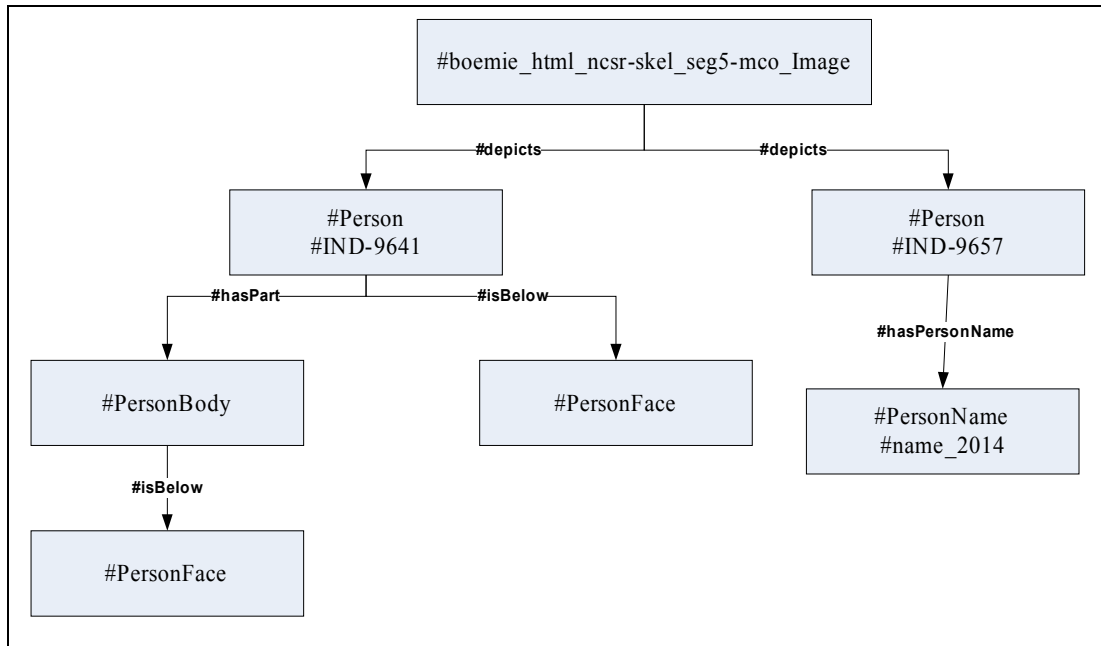 #boemie_html_ncsr-skel_seg5-mco_Image
#depicts
#depicts
#Person
#IND-9641
#Person
#IND-9657
#hasPart
#isBelow
#hasPersonName
#PersonBody
#PersonFace
#PersonName
#name_2014
#isBelow
#PersonFace